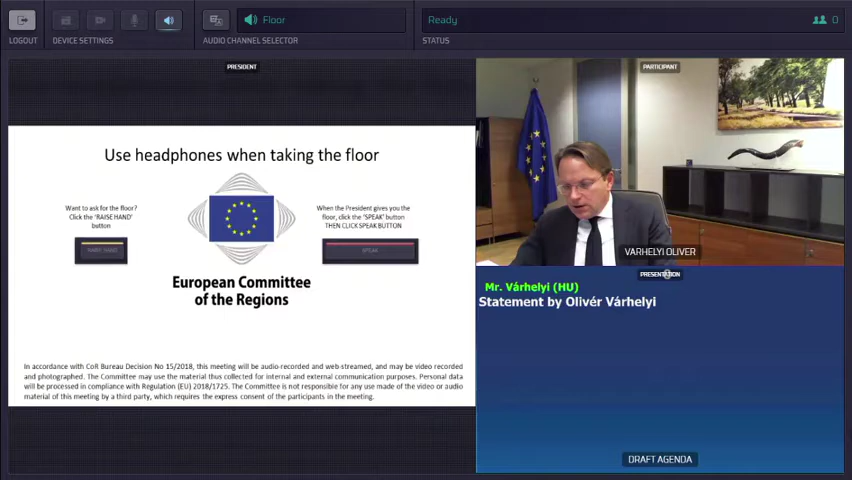 Floor
Ready
0
LOGOUT
DEVICE SETTINGS
AUDIO CHANNEL SELECTOR
STATUS
PRESIDENT
PARTICIPANT
Use headphones when taking the floor
Want to ask for the floor?
Click the 'RAISE HAND'
button
RAISE HAND
When the President gives you the
floor, click the 'SPEAK' button
THEN CLICK SPEAK BUTTON
SPEAK
European Committee
of the Regions
In accordance with CoR Bureau Decision No 15/2018, this meeting will be audio-recorded and web-streamed, and may be video recorded
and photographed. The Committee may use the material thus collected for internal and external communication purposes. Personal data
will be processed in compliance with Regulation (EU) 2018/1725. The Committee is not responsible for any use made of the video or audio
material of this meeting by a third party, which requires the express consent of the participants in the meeting.
VARHELYI OLIVER
PRESENTATION
Mr. Várhelyi (HU)
Statement by Olivér Várhelyi
DRAFT AGENDA